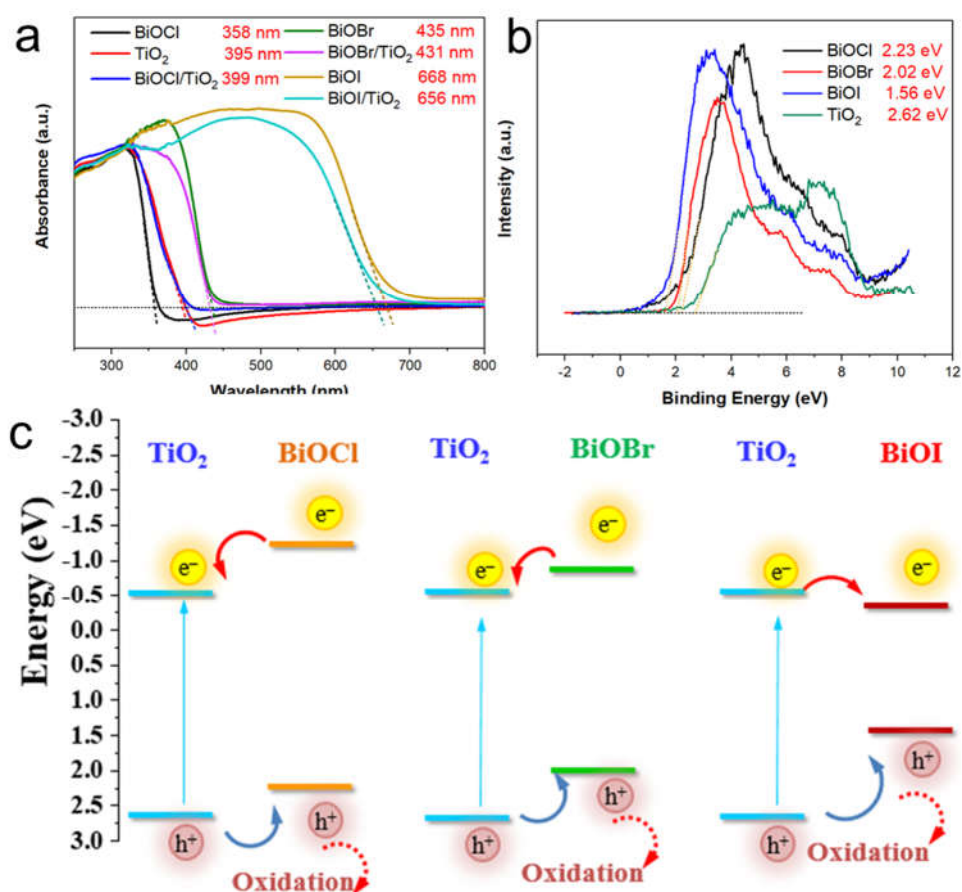 a
BiOCl 358 nm
TiO2 395 nm
BiOCl/TiO2 399 nm
BiOBr 435 nm
BiOBr/TiO2 431 nm
BiOI 668 nm
BiOI/TiO2 656 nm
Absorbance (a.u.)
300 400 500 600 700 800
Wavelength (nm)
b
BiOCl 2.23 eV
BiOBr 2.02 eV
BiOI 1.56 eV
TiO2 2.62 eV
Intensity (a.u.)
-2 0 2 4 6 8 10 12
Binding Energy (eV)
c
Energy (eV)
-3.0
-2.5
-2.0
-1.5
-1.0
-0.5
0.0
0.5
1.0
1.5
2.0
2.5
3.0
TiO2 BiOCl
e− e−
h+ h+
Oxidation
TiO2 BiOBr
e− e−
h+ h+
Oxidation
TiO2 BiOI
e− e−
h+ h+
Oxidation